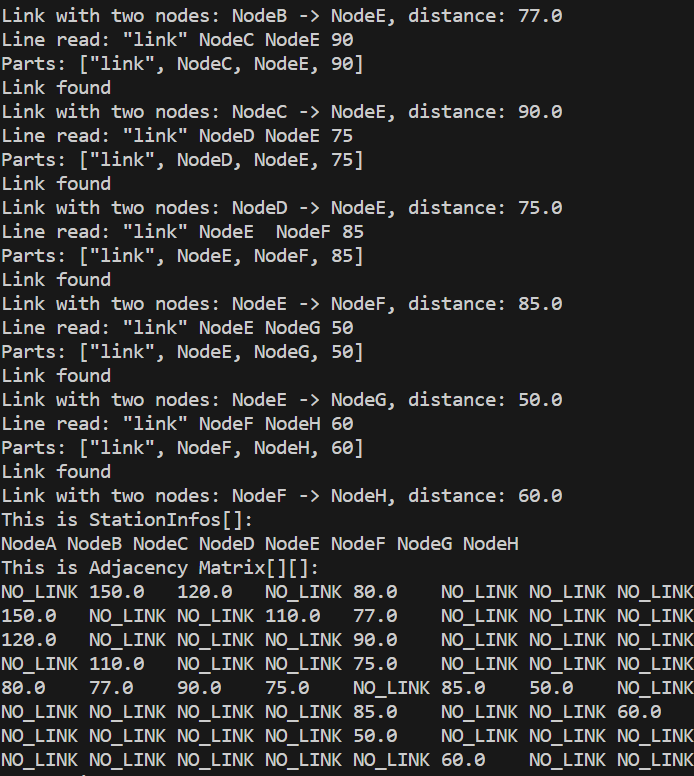 Link with two nodes: NodeB -> NodeE, distance: 77.0
Line read: "link" NodeC NodeE 90
Parts: ["link", NodeC, NodeE, 90]
Link found
Link with two nodes: NodeC -> NodeE, distance: 90.0
Line read: "link" NodeD NodeE 75
Parts: ["link", NodeD, NodeE, 75]
Link found
Link with two nodes: NodeD -> NodeE, distance: 75.0
Line read: "link" NodeE  NodeF 85
Parts: ["link", NodeE, NodeF, 85]
Link found
Link with two nodes: NodeE -> NodeF, distance: 85.0
Line read: "link" NodeE NodeG 50
Parts: ["link", NodeE, NodeG, 50]
Link found
Link with two nodes: NodeE -> NodeG, distance: 50.0
Line read: "link" NodeF NodeH 60
Parts: ["link", NodeF, NodeH, 60]
Link found
Link with two nodes: NodeF -> NodeH, distance: 60.0
This is StationInfos[]:
NodeA NodeB NodeC NodeD NodeE NodeF NodeG NodeH
This is Adjacency Matrix[][]:
NO_LINK 150.0   120.0   NO_LINK 80.0    NO_LINK NO_LINK NO_LINK
150.0   NO_LINK NO_LINK 110.0   77.0    NO_LINK NO_LINK NO_LINK
120.0   NO_LINK NO_LINK NO_LINK 90.0    NO_LINK NO_LINK NO_LINK
NO_LINK 110.0   NO_LINK NO_LINK 75.0    NO_LINK NO_LINK NO_LINK
80.0    77.0    90.0    75.0    NO_LINK 85.0    50.0    NO_LINK
NO_LINK NO_LINK NO_LINK NO_LINK 85.0    NO_LINK NO_LINK 60.0
NO_LINK NO_LINK NO_LINK NO_LINK 50.0    NO_LINK NO_LINK NO_LINK
NO_LINK NO_LINK NO_LINK NO_LINK NO_LINK 60.0    NO_LINK NO_LINK